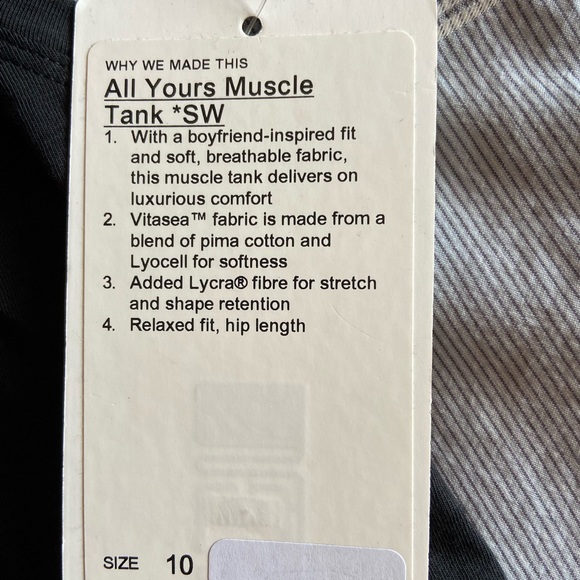 WHY WE MADE THIS
All Yours Muscle
Tank *SW
1. With a boyfriend-inspired fit
and soft, breathable fabric,
this muscle tank delivers on
luxurious comfort
2. Vitasea™ fabric is made from a
blend of pima cotton and
Lyocell for softness
3. Added Lycra® fibre for stretch
and shape retention
4. Relaxed fit, hip length
SIZE 10